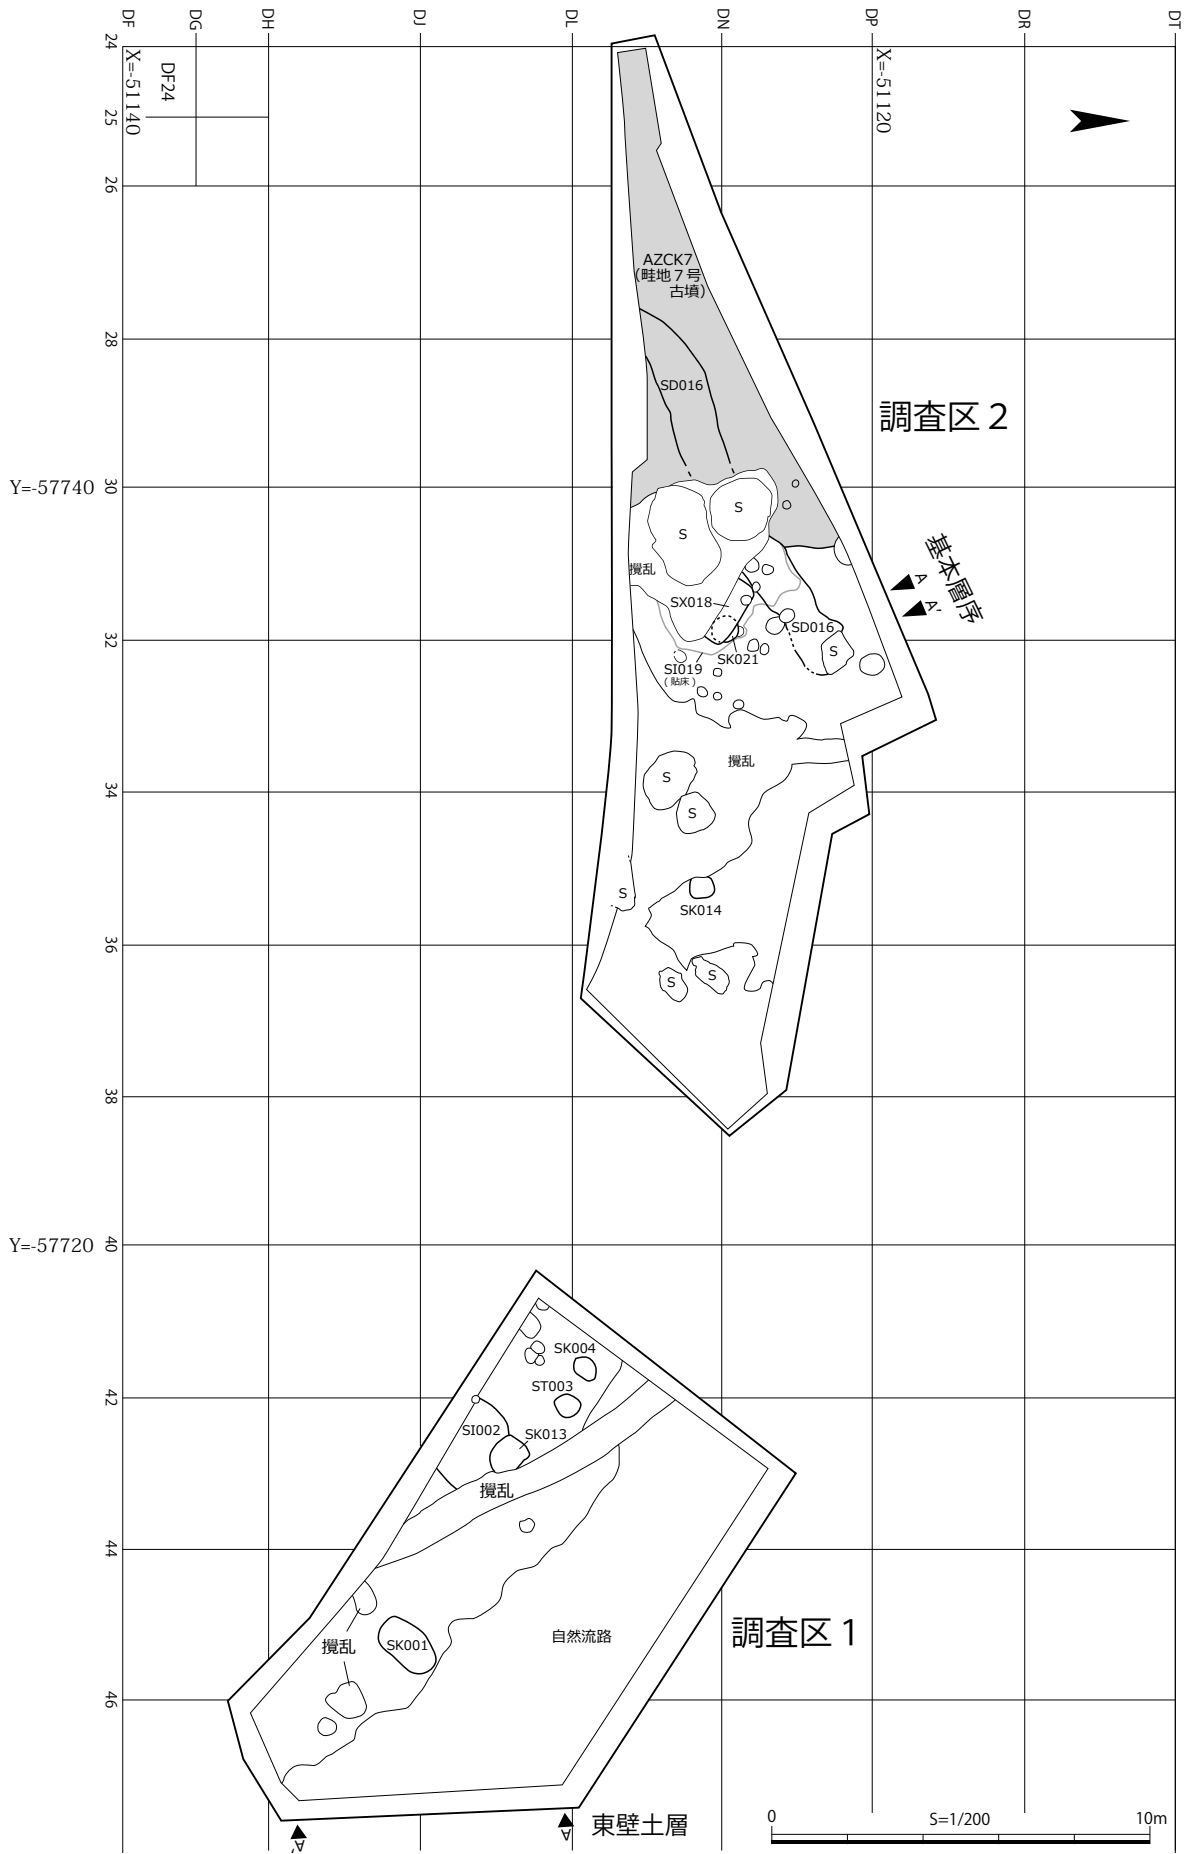 DF
DG
DH
DJ
DL
DN
DP
DR
DT
24
25
26
28
30
32
34
36
38
40
42
44
46
X=-51140
DF24
X=-51120
Y=-57740
Y=-57720
調査区２
AZCK7
(畦地７号
古墳)
SD016
S
S
攪乱
基本層序
A
A'
SX018
SD016
S
SK021
SI019
(貼床)
攪乱
S
S
S
SK014
S
S
SK004
ST003
SI002
SK013
攪乱
調査区１
自然流路
SK001
攪乱
東壁土層
A
A'
0
S=1/200
10m